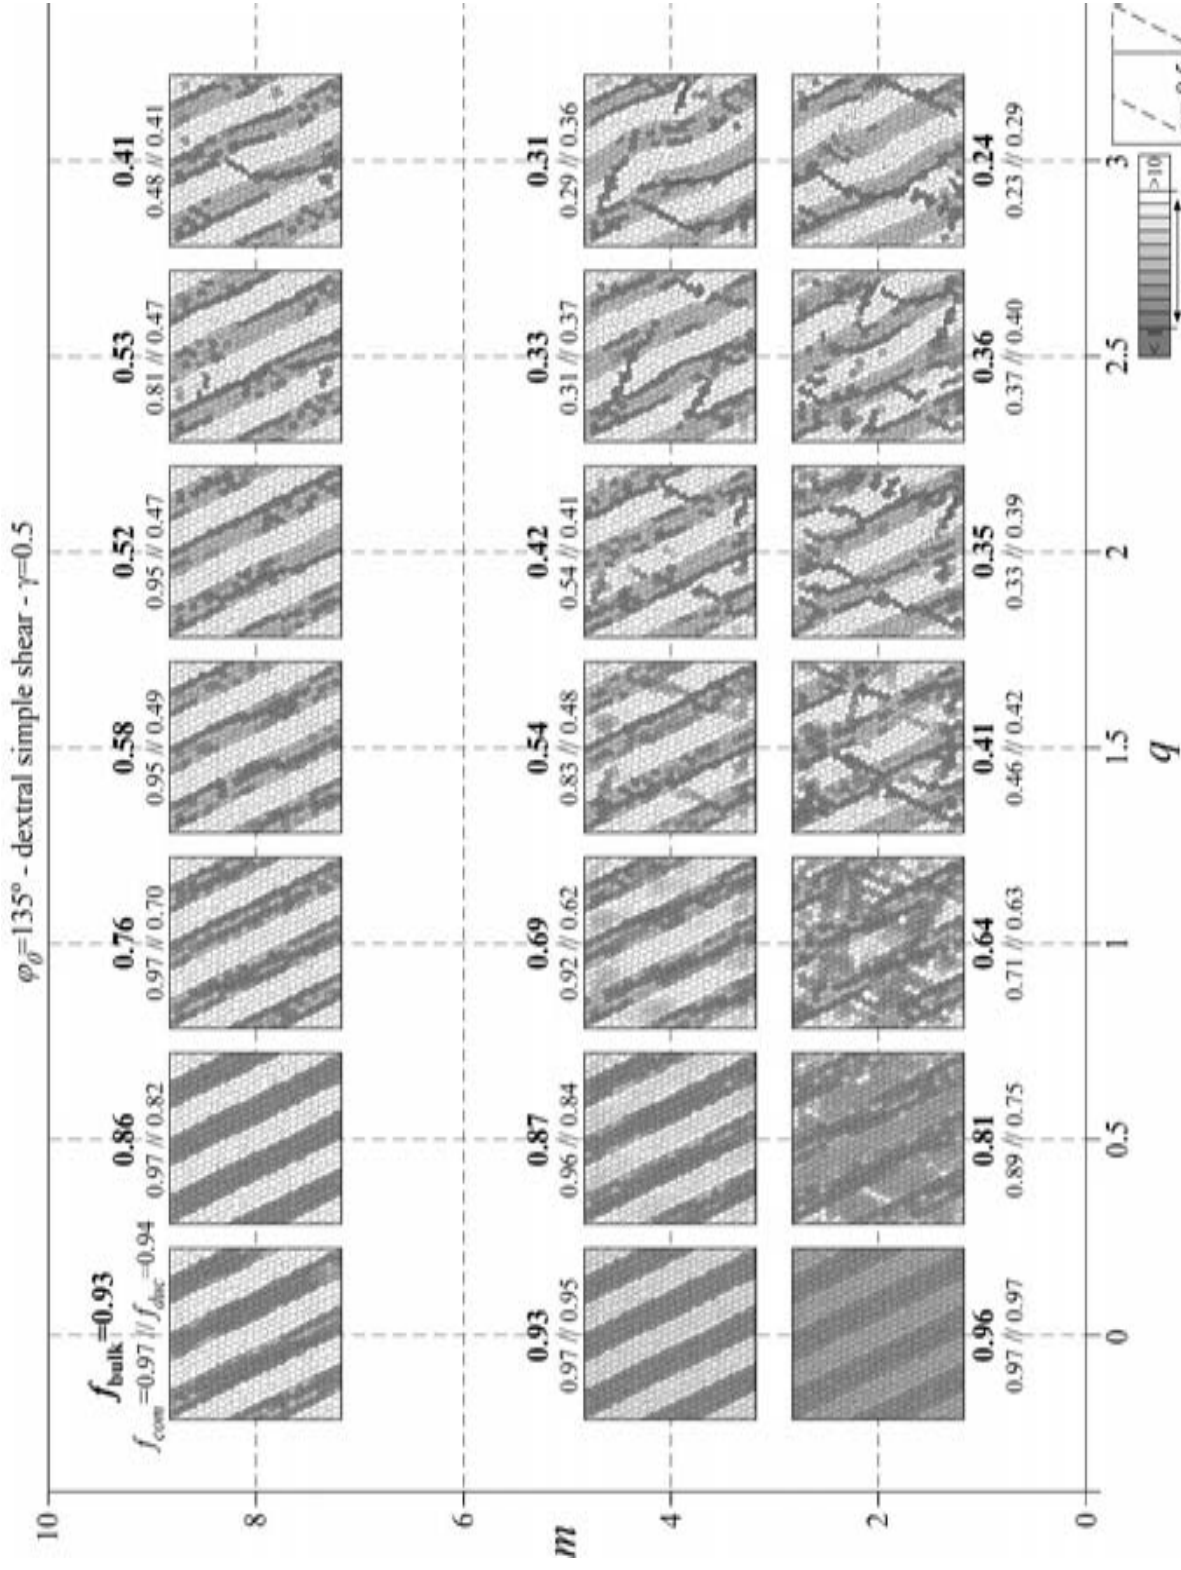 φ0=135º - dextral simple shear - γ=0.5
10
8
6
4
2
0
m
fbulk=0.93
fcom=0.97 // fduc=0.94
0.86
0.97 // 0.82
0.76
0.97 // 0.70
0.58
0.95 // 0.49
0.52
0.95 // 0.47
0.53
0.81 // 0.47
0.41
0.48 // 0.41
0.93
0.97 // 0.95
0.87
0.96 // 0.84
0.69
0.92 // 0.62
0.54
0.83 // 0.48
0.42
0.54 // 0.41
0.33
0.31 // 0.37
0.31
0.29 // 0.36
0.96
0.97 // 0.97
0.81
0.89 // 0.75
0.64
0.71 // 0.63
0.41
0.46 // 0.42
0.35
0.33 // 0.39
0.36
0.37 // 0.40
0.24
0.23 // 0.29
0
0.5
1
1.5
2
2.5
3
q
>10